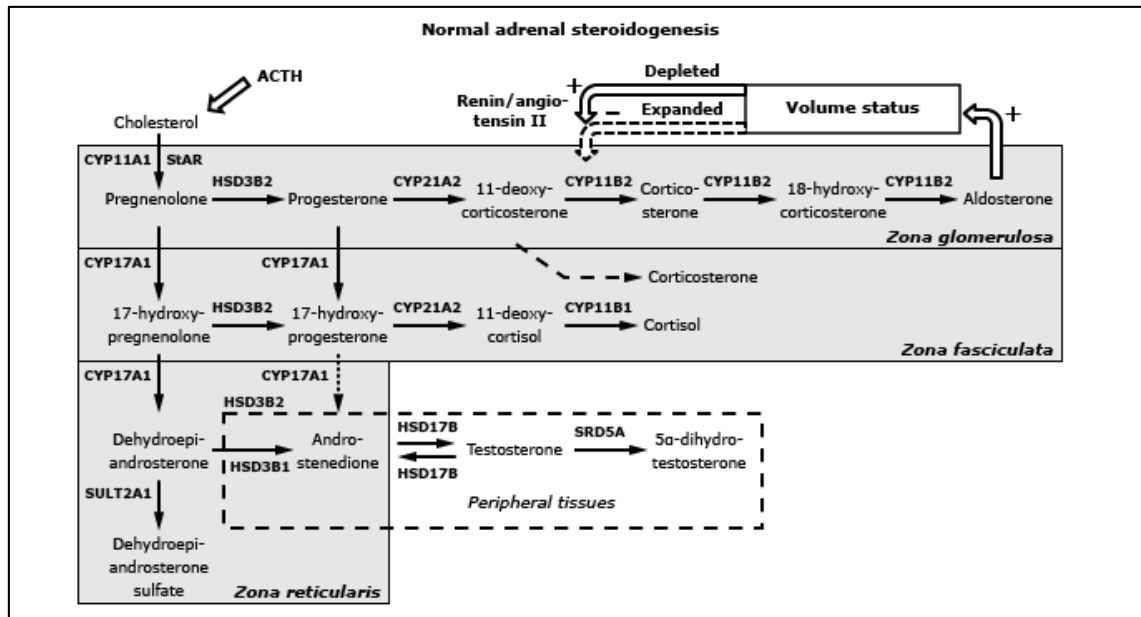 Normal adrenal steroidogenesis
ACTH
Depleted
+
Renin/angio-
tensin II
–
Expanded
Volume status
+
Cholesterol
CYP11A1 StAR
Pregnenolone
HSD3B2
Progesterone
CYP21A2
11-deoxy-
corticosterone
CYP11B2
Cortico-
sterone
CYP11B2
18-hydroxy-
corticosterone
CYP11B2
Aldosterone
Zona glomerulosa
CYP17A1
CYP17A1
Corticosterone
17-hydroxy-
pregnenolone
HSD3B2
17-hydroxy-
progesterone
CYP21A2
11-deoxy-
cortisol
CYP11B1
Cortisol
Zona fasciculata
CYP17A1
CYP17A1
HSD3B2
Dehydroepi-
androsterone
HSD3B1
Andro-
stenedione
HSD17B
HSD17B
Testosterone
SRD5A
5α-dihydro-
testosterone
SULT2A1
Peripheral tissues
Dehydroepi-
androsterone
sulfate
Zona reticularis